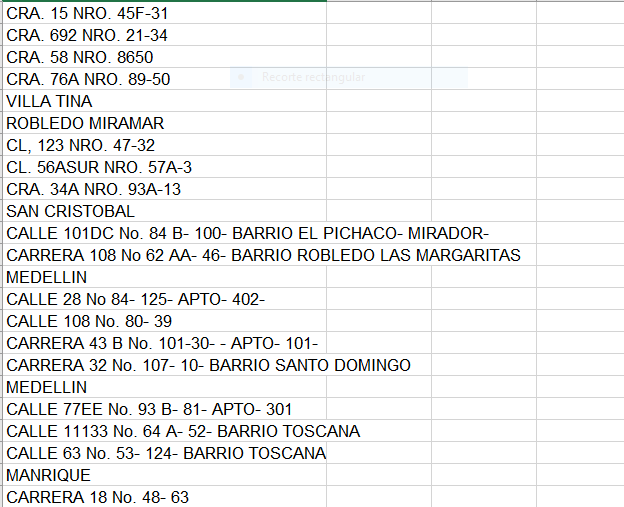 CRA. 15 NRO. 45F-31
CRA. 692 NRO. 21-34
CRA. 58 NRO. 8650
CRA. 76A NRO. 89-50
Recorte rectangular
VILLA TINA
ROBLEDO MIRAMAR
CL, 123 NRO. 47-32
CL. 56ASUR NRO. 57A-3
CRA. 34A NRO. 93A-13
SAN CRISTOBAL
CALLE 101DC No. 84 B- 100- BARRIO EL PICHACO- MIRADOR-
CARRERA 108 No 62 AA- 46- BARRIO ROBLEDO LAS MARGARITAS
MEDELLIN
CALLE 28 No 84- 125- APTO- 402-
CALLE 108 No. 80- 39
CARRERA 43 B No. 101-30- - APTO- 101-
CARRERA 32 No. 107- 10- BARRIO SANTO DOMINGO
MEDELLIN
CALLE 77EE No. 93 B- 81- APTO- 301
CALLE 11133 No. 64 A- 52- BARRIO TOSCANA
CALLE 63 No. 53- 124- BARRIO TOSCANA
MANRIQUE
CARRERA 18 No. 48- 63